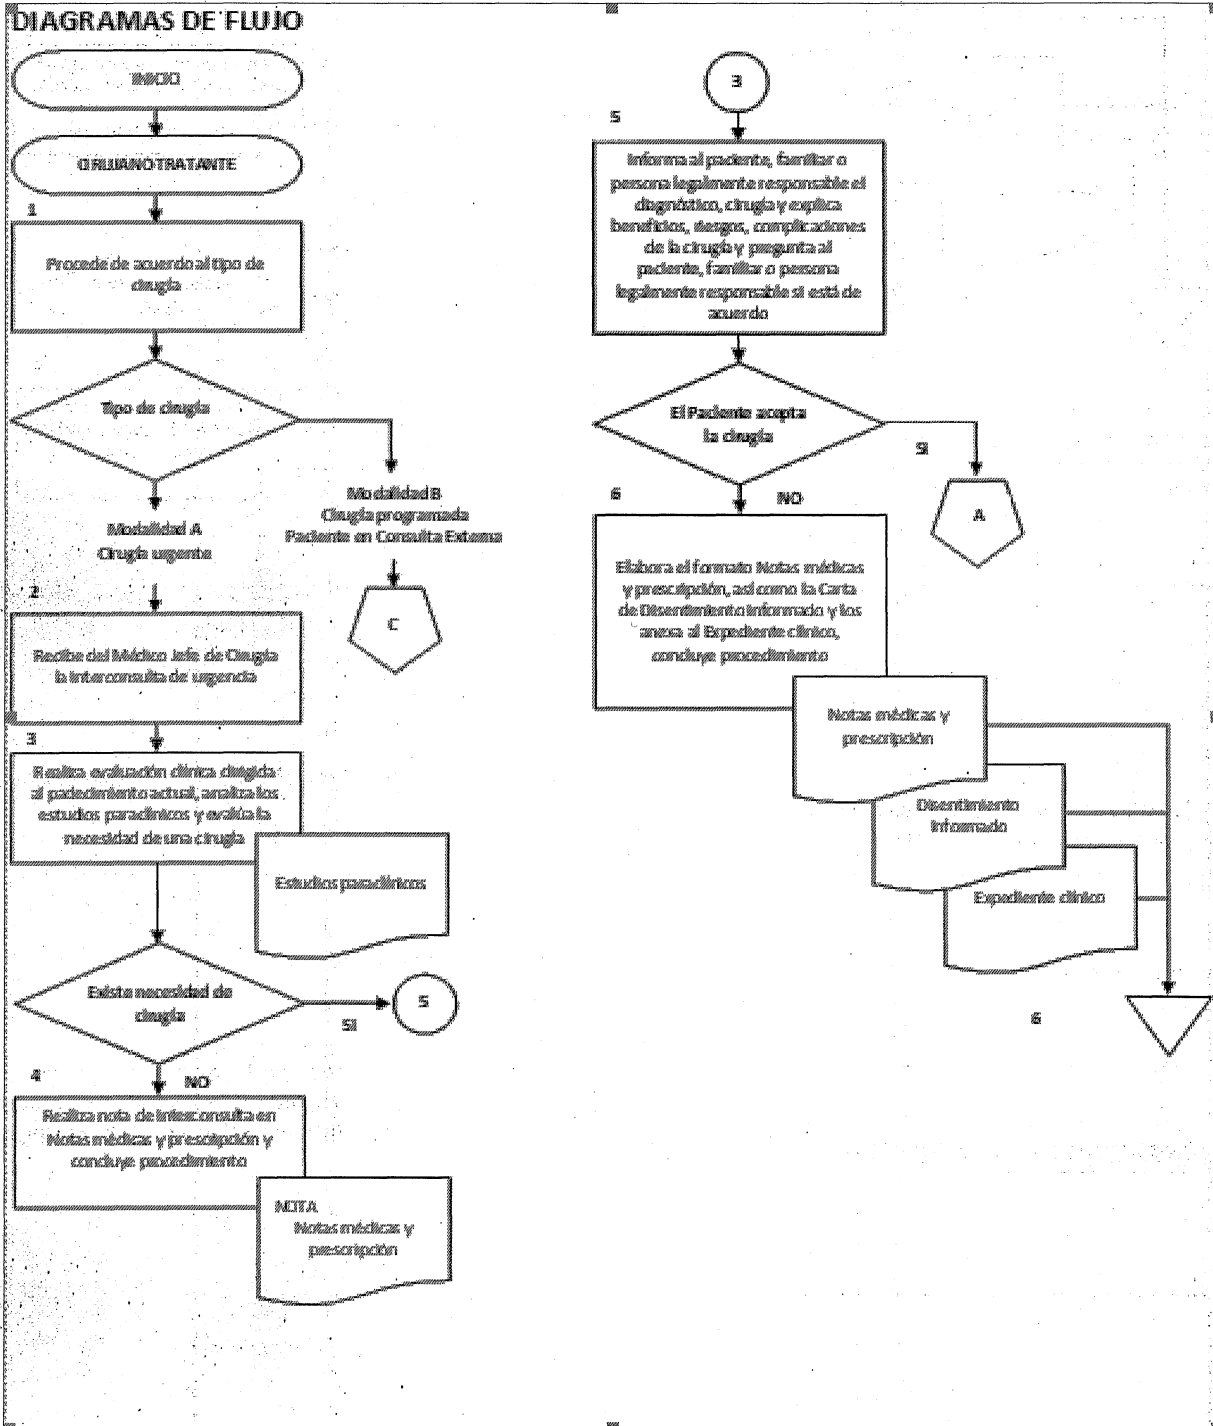 DIAGRAMAS DE FLUJO
INICIO
CIRUJANO TRATANTE
1
Procede de acuerdo al tipo de
cirugía
Tipo de cirugía
Modalidad A
Cirugía urgente
Modalidad B
Cirugía programada
Paciente en Consulta Externa
C
2
Recibe del Médico Jefe de Cirugía
la Interconsulta de urgencia
3
Realiza evaluación clínica dirigida
al padecimiento actual, analiza los
estudios paraclínicos y evalúa la
necesidad de una cirugía
Estudios paraclínicos
Existe necesidad de
cirugía
SI
5
4
NO
Realiza nota de Interconsulta en
Notas médicas y prescripción y
concluye procedimiento
NOTA
Notas médicas y
prescripción
3
5
Informa al paciente, familiar o
persona legalmente responsable el
diagnóstico, cirugía y explica
beneficios, riesgos, complicaciones
de la cirugía y pregunta al
paciente, familiar o persona
legalmente responsable si está de
acuerdo
El Paciente acepta
la cirugía
SI
A
6
NO
Elabora el formato Notas médicas
y prescripción, así como la Carta
de Disentimiento Informado y los
anexa al Expediente clínico,
concluye procedimiento
Notas médicas y
prescripción
Disentimiento
Informado
Expediente clínico
6